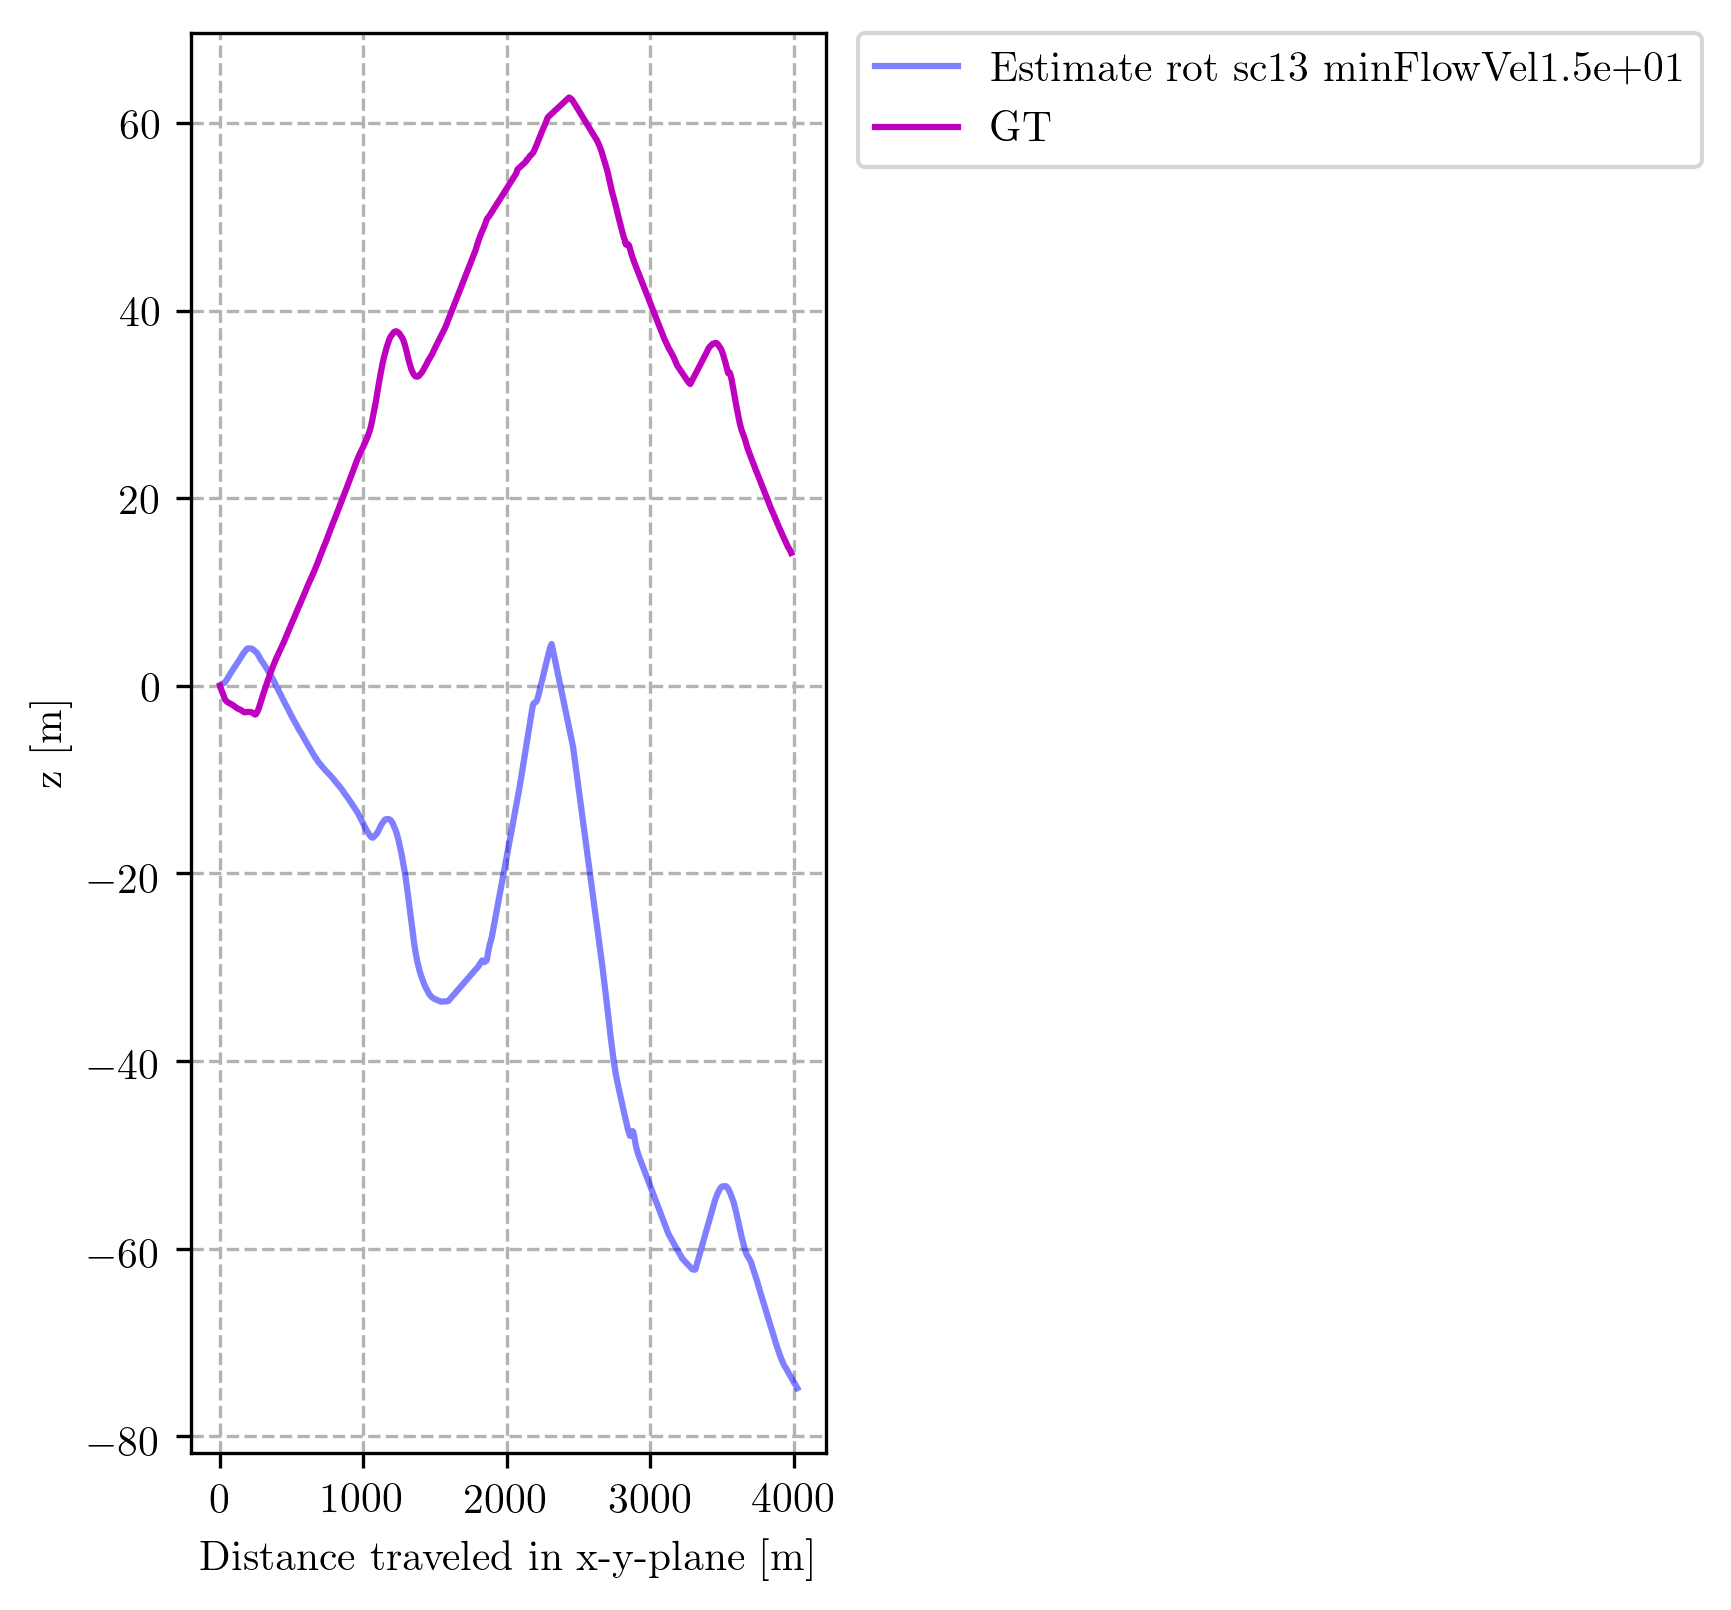 Estimate rot sc13 minFlowVel1.5e+01
GT
60
40
20
0
−20
−40
−60
−80
z [m]
0 1000 2000 3000 4000
Distance traveled in x-y-plane [m]